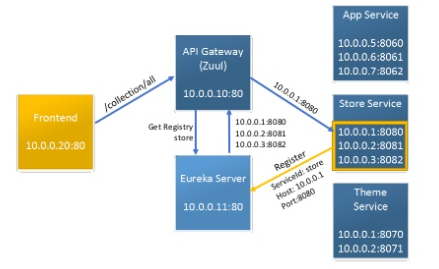 App Service
10.0.0.5:8060
10.0.0.6:8061
10.0.0.7:8062
API Gateway
(Zuul)
10.0.0.10:80
/collection/all
10.0.0.1:8080
Frontend
10.0.0.20:80
Store Service
10.0.0.1:8080
10.0.0.2:8081
10.0.0.3:8082
Get Registry
store
10.0.0.1:8080
10.0.0.2:8081
10.0.0.3:8082
Eureka Server
10.0.0.11:80
Register
ServiceId: store
Host: 10.0.0.1
Port:8080
Theme
Service
10.0.0.1:8070
10.0.0.2:8071